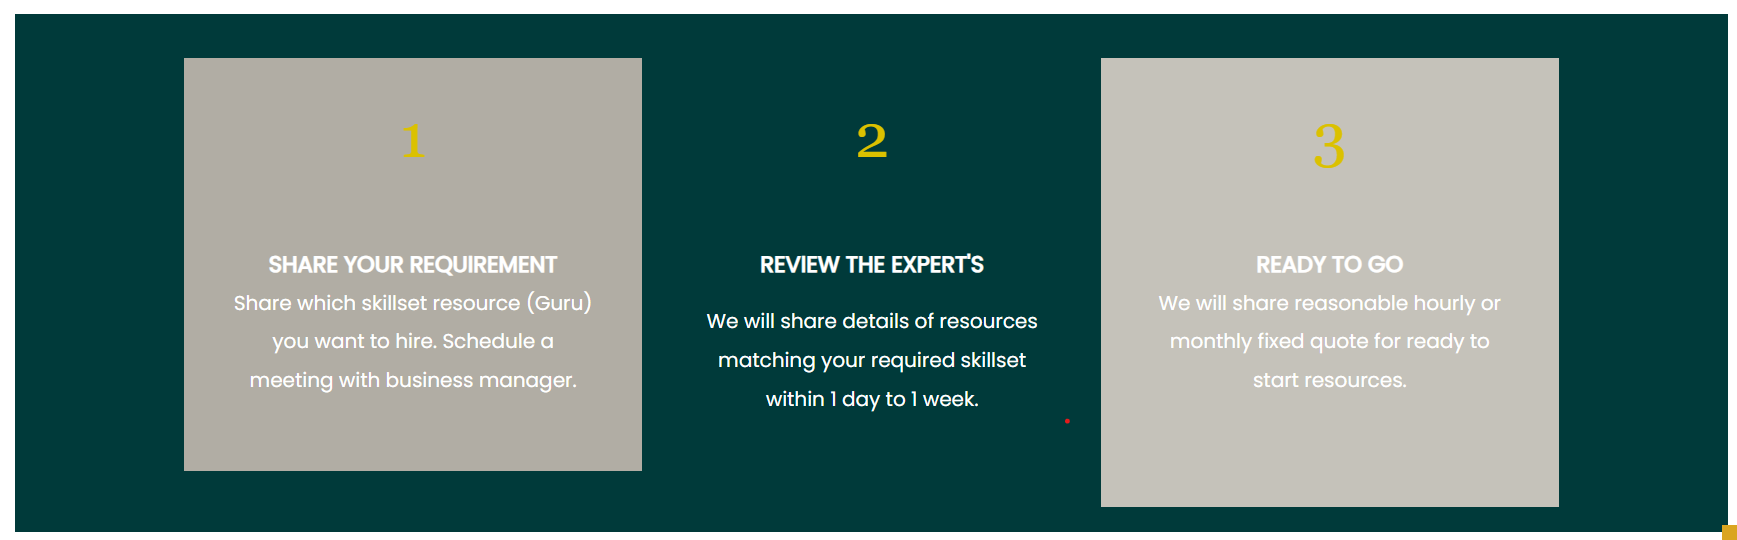 1
SHARE YOUR REQUIREMENT
Share which skillset resource (Guru)
you want to hire. Schedule a
meeting with business manager.
2
REVIEW THE EXPERT'S
We will share details of resources
matching your required skillset
within 1 day to 1 week.
3
READY TO GO
We will share reasonable hourly or
monthly fixed quote for ready to
start resources.